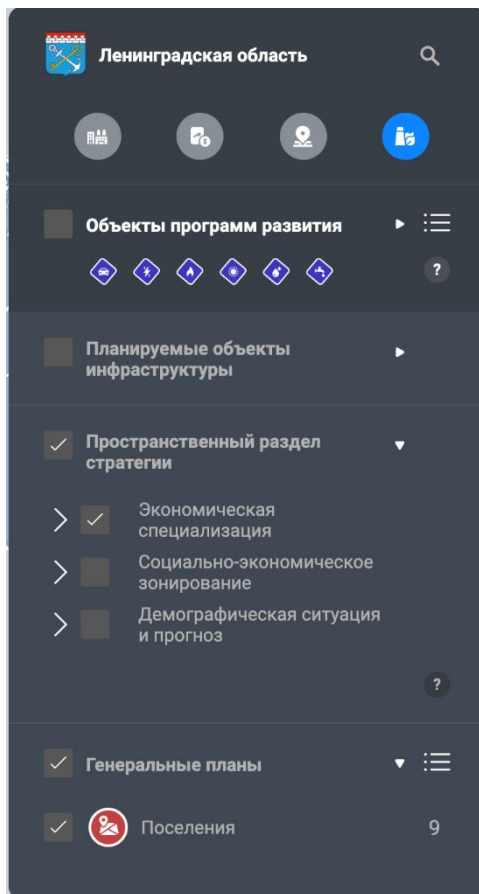 Ленинградская область
Объекты программ развития
?
Планируемые объекты
инфраструктуры
Пространственный раздел
стратегии
Экономическая
специализация
Социально-экономическое
зонирование
Демографическая ситуация
и прогноз
?
Генеральные планы
Поселения 9